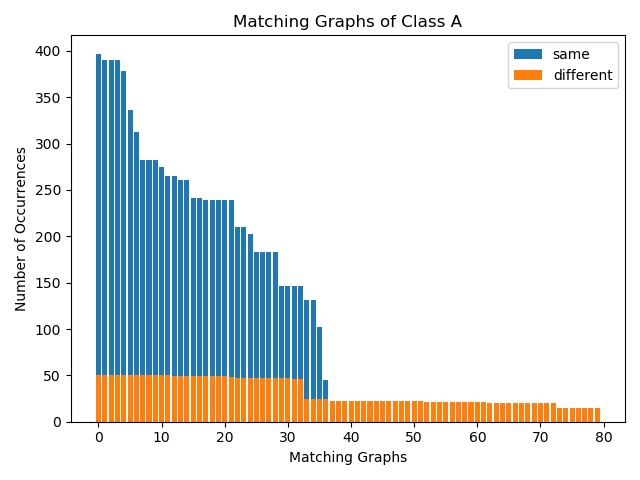 Matching Graphs of Class A
same
different
Number of Occurrences
400
350
300
250
200
150
100
50
0
0 10 20 30 40 50 60 70 80
Matching Graphs